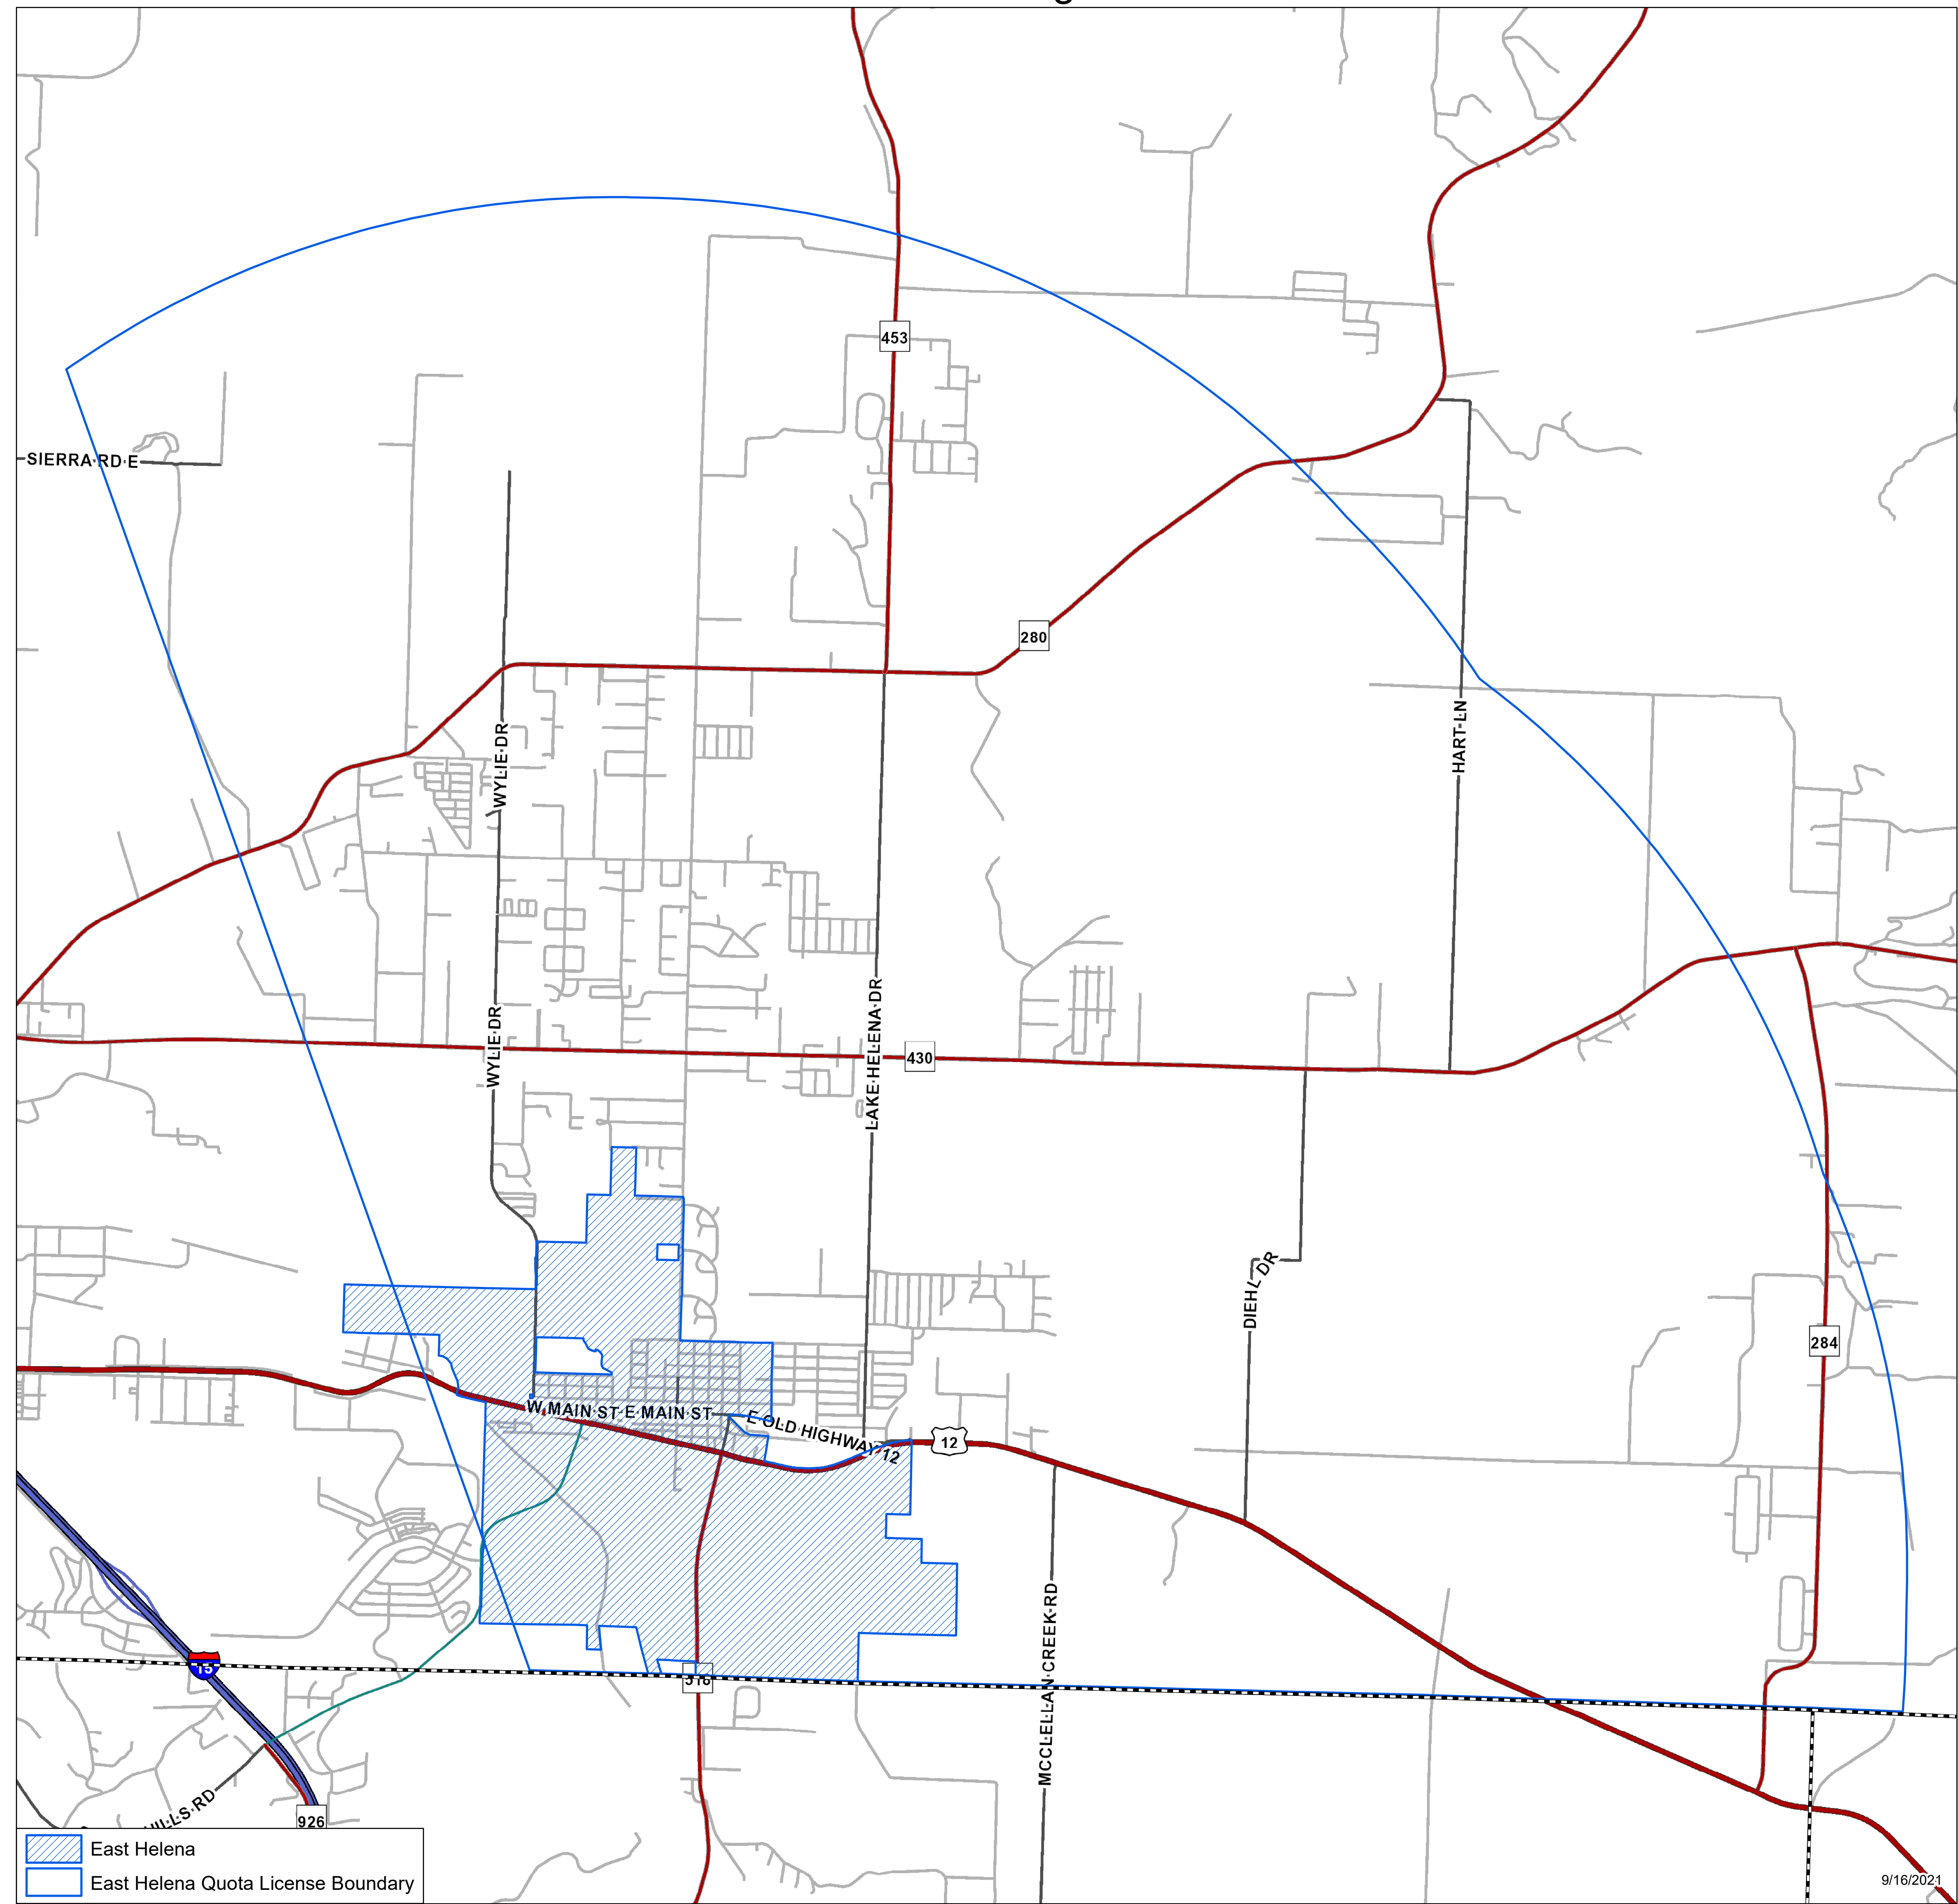 453
SIERRA RD E
280
WYLIE DR
HART LN
WYLIE DR
LAKE HELENA DR
430
DIEHL DR
284
W MAIN ST E MAIN ST
E OLD HIGHWAY 12
12
MCCLELLAN CREEK RD
15
518
RD
926
East Helena
East Helena Quota License Boundary
9/16/2021